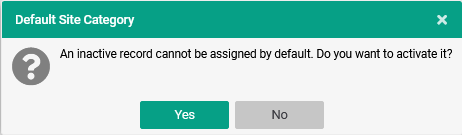 Default Site Category
An inactive record cannot be assigned by default. Do you want to activate it?
Yes
No